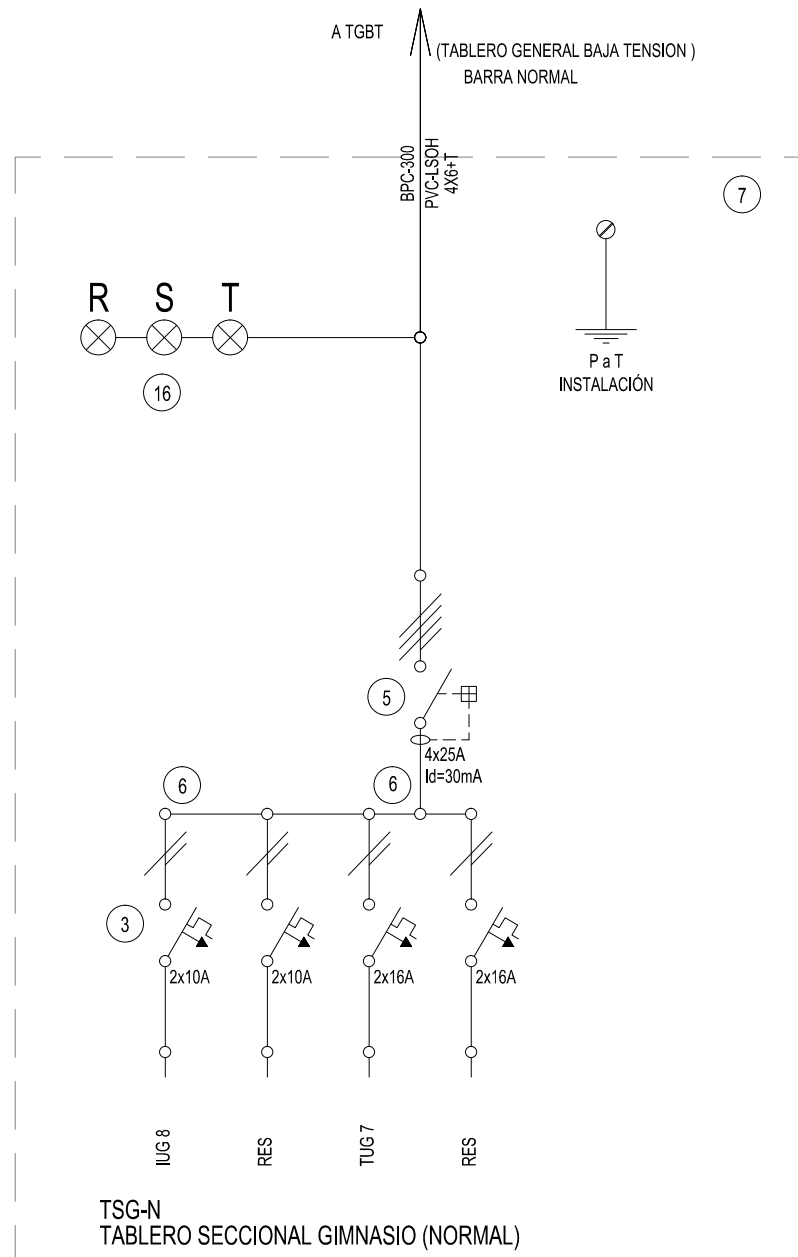 A TGBT
(TABLERO GENERAL BAJA TENSION )
BARRA NORMAL
BPC-300
PVC-LSOH
4X6+T
7
R S T
16
P a T
INSTALACIÓN
5
4x25A
Id=30mA
6
6
3
2x10A
2x10A
2x16A
2x16A
IUG 8
RES
TUG 7
RES
TSG-N
TABLERO SECCIONAL GIMNASIO (NORMAL)